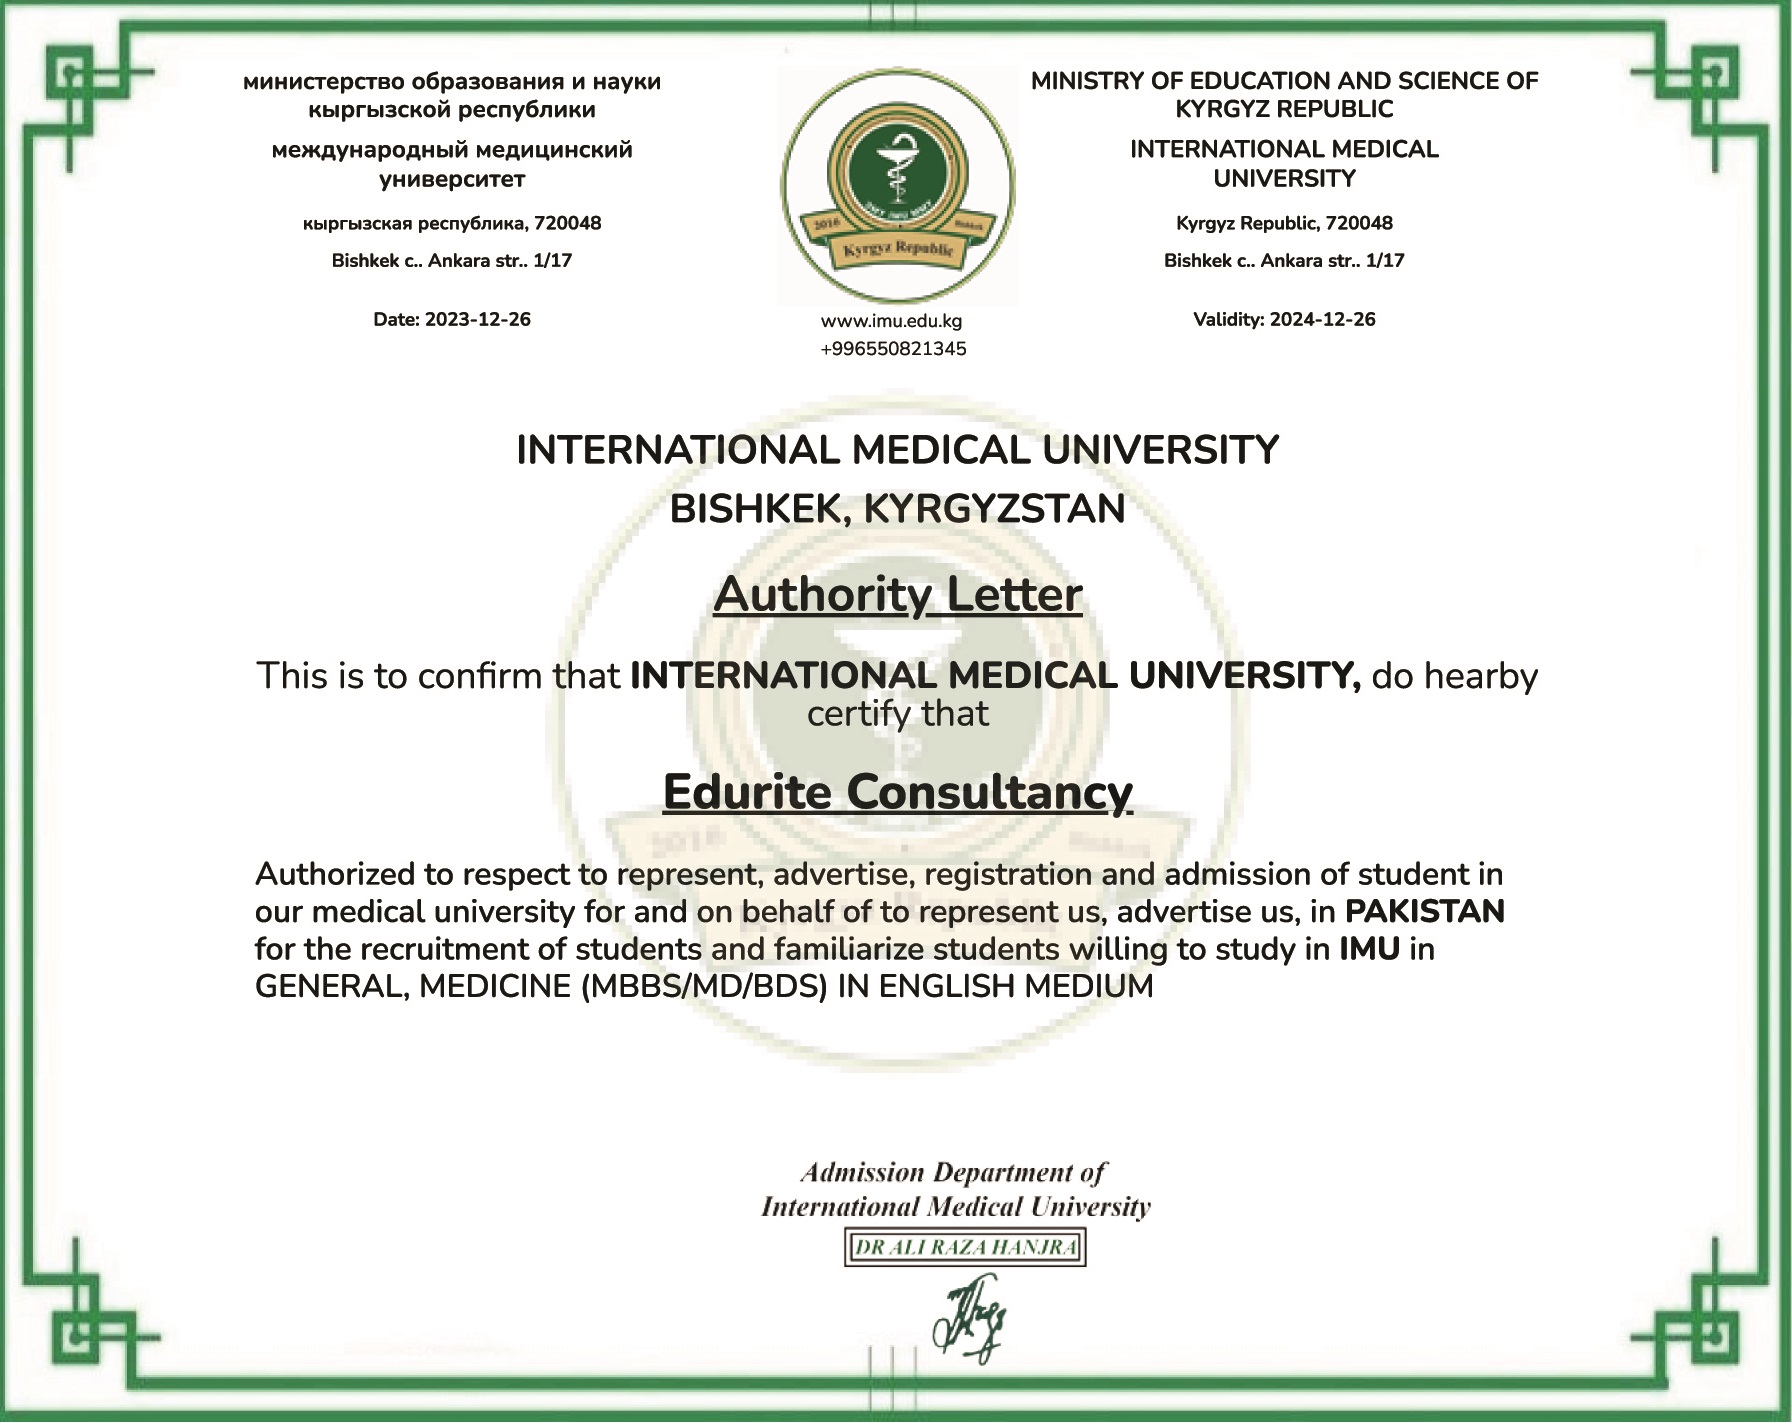 министерство образования и науки
кыргызской республики
международный медицинский
университет
кыргызская республика, 720048
Bishkek c.. Ankara str.. 1/17
Date: 2023-12-26
2016
Bishkek
Kyrgyz Republic
www.imu.edu.kg
+996550821345
MINISTRY OF EDUCATION AND SCIENCE OF
KYRGYZ REPUBLIC
INTERNATIONAL MEDICAL
UNIVERSITY
Kyrgyz Republic, 720048
Bishkek c.. Ankara str.. 1/17
Validity: 2024-12-26
INTERNATIONAL MEDICAL UNIVERSITY
BISHKEK, KYRGYZSTAN
Authority Letter
This is to confirm that INTERNATIONAL MEDICAL UNIVERSITY, do hearby
certify that
Edurite Consultancy
Authorized to respect to represent, advertise, registration and admission of student in
our medical university for and on behalf of to represent us, advertise us, in PAKISTAN
for the recruitment of students and familiarize students willing to study in IMU in
GENERAL, MEDICINE (MBBS/MD/BDS) IN ENGLISH MEDIUM
Admission Department of
International Medical University
DR ALI RAZA HANJRA